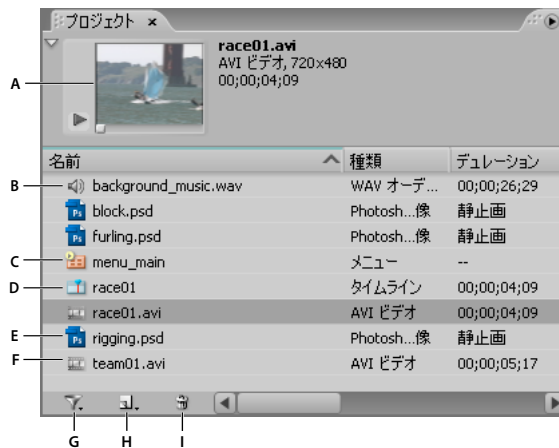 プロジェクト ×
race01.avi
AVI ビデオ, 720×480
00;00;04;09
A
名前 種類 デュレーション
B background_music.wav WAV オーデ... 00;00;26;29
Ps block.psd Photosh...像 静止画
Ps furling.psd Photosh...像 静止画
C menu_main メニュー --
D race01 タイムライン 00;00;04;09
race01.avi AVI ビデオ 00;00;04;09
E Ps rigging.psd Photosh...像 静止画
F team01.avi AVI ビデオ 00;00;05;17
G H I